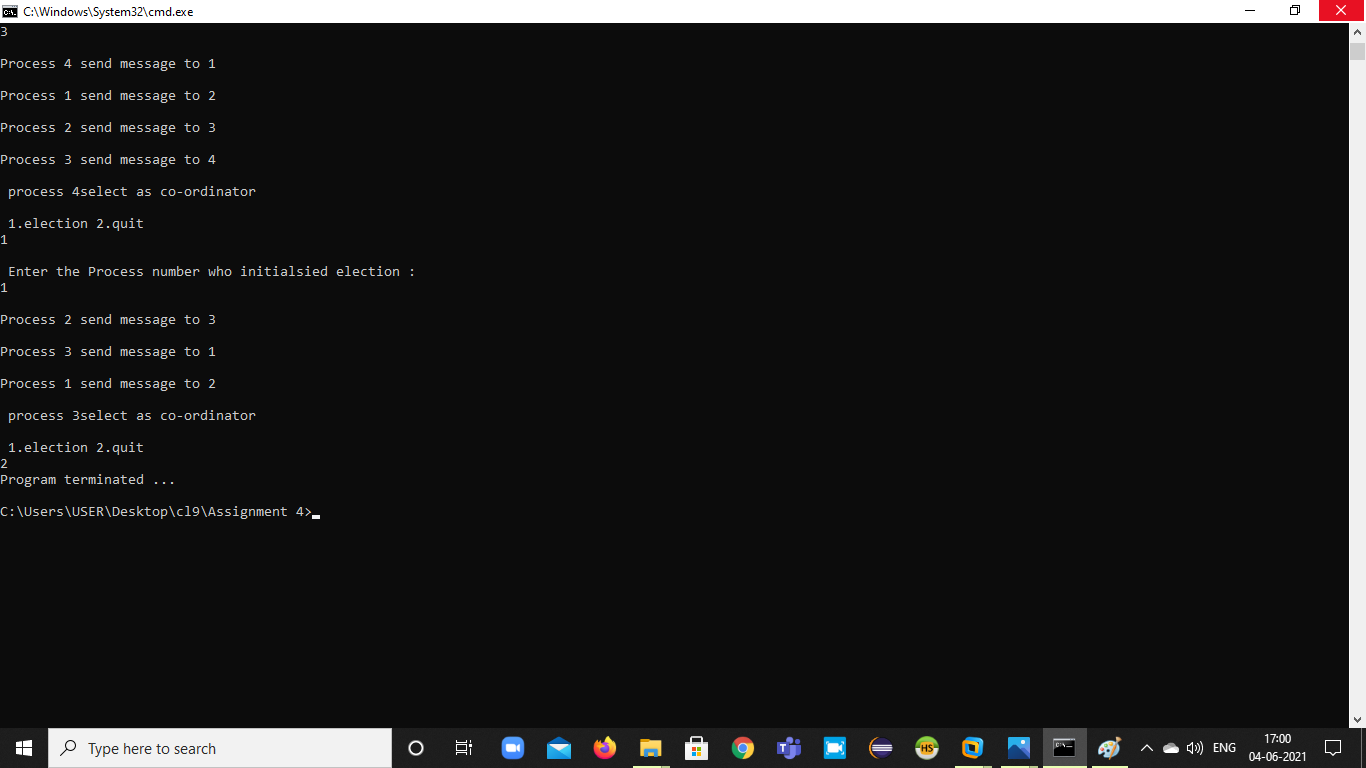 C:\Windows\System32\cmd.exe
3
Process 4 send message to 1
Process 1 send message to 2
Process 2 send message to 3
Process 3 send message to 4
process 4select as co-ordinator
1.election 2.quit
1
Enter the Process number who initialsied election :
1
Process 2 send message to 3
Process 3 send message to 1
Process 1 send message to 2
process 3select as co-ordinator
1.election 2.quit
2
Program terminated ...
C:\Users\USER\Desktop\cl9\Assignment 4>
Type here to search
HS
ENG
17:00
04-06-2021